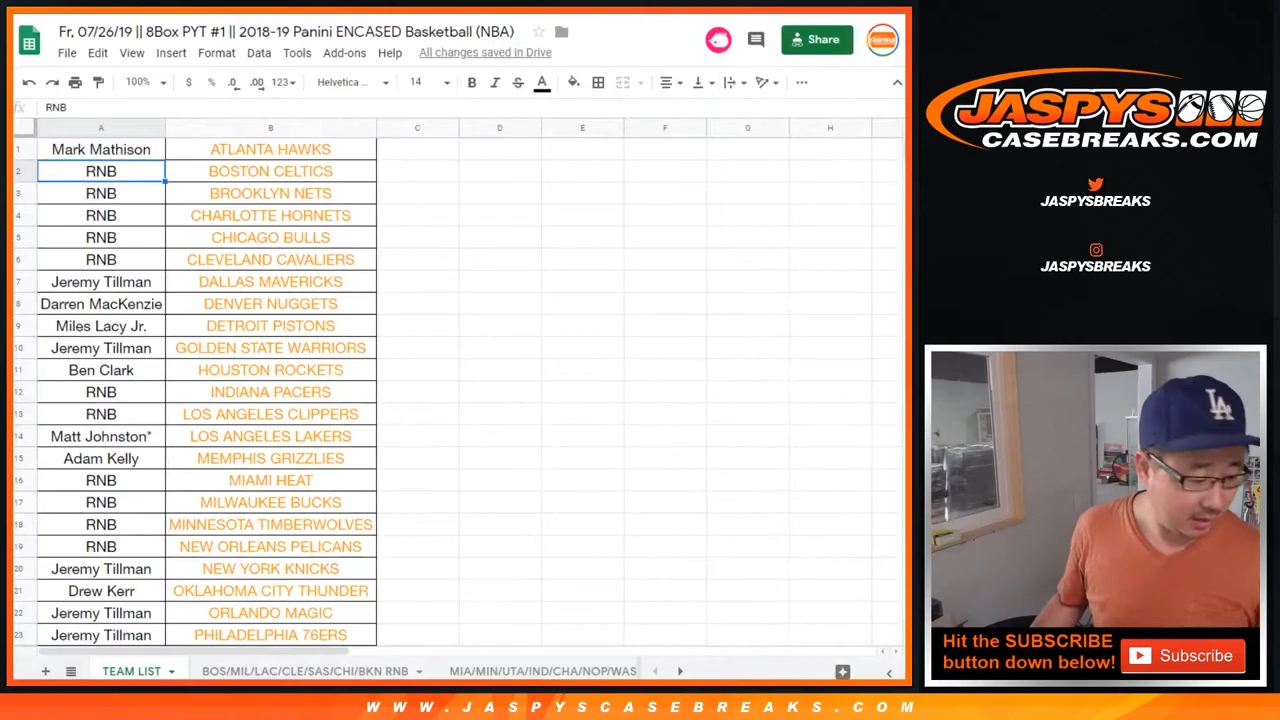 Fr, 07/26/19 || 8Box PYT #1 || 2018-19 Panini ENCASED Basketball (NBA)
File Edit View Insert Format Data Tools Add-ons Help All changes saved in Drive
Share
100% $ % .0 .00 123 Helvetica... 14 B I S A
fx RNB
A B C D E F G H
1 Mark Mathison ATLANTA HAWKS
2 RNB BOSTON CELTICS
3 RNB BROOKLYN NETS
4 RNB CHARLOTTE HORNETS
5 RNB CHICAGO BULLS
6 RNB CLEVELAND CAVALIERS
7 Jeremy Tillman DALLAS MAVERICKS
8 Darren MacKenzie DENVER NUGGETS
9 Miles Lacy Jr. DETROIT PISTONS
10 Jeremy Tillman GOLDEN STATE WARRIORS
11 Ben Clark HOUSTON ROCKETS
12 RNB INDIANA PACERS
13 RNB LOS ANGELES CLIPPERS
14 Matt Johnston* LOS ANGELES LAKERS
15 Adam Kelly MEMPHIS GRIZZLIES
16 RNB MIAMI HEAT
17 RNB MILWAUKEE BUCKS
18 RNB MINNESOTA TIMBERWOLVES
19 RNB NEW ORLEANS PELICANS
20 Jeremy Tillman NEW YORK KNICKS
21 Drew Kerr OKLAHOMA CITY THUNDER
22 Jeremy Tillman ORLANDO MAGIC
23 Jeremy Tillman PHILADELPHIA 76ERS
TEAM LIST BOS/MIL/LAC/CLE/SAS/CHI/BKN RNB MIA/MIN/UTA/IND/CHA/NOP/WAS
JASPYS
CASEBREAKS.COM
JASPYSBREAKS
JASPYSBREAKS
LA
Hit the SUBSCRIBE
button down below!
Subscribe
WWW.JASPYSCASEBREAKS.COM